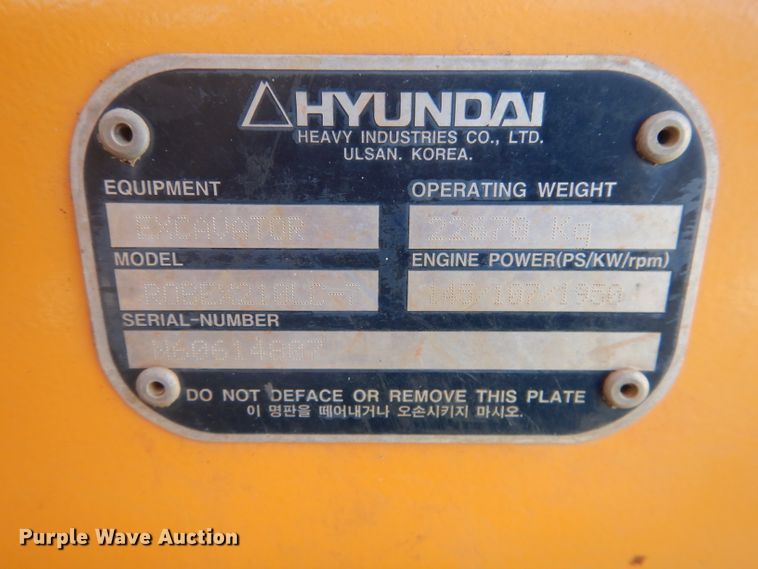 HYUNDAI
HEAVY INDUSTRIES CO., LTD.
ULSAN. KOREA.
EQUIPMENT
EXCAVATOR
OPERATING WEIGHT
22670 Kg
MODEL
ROBEX210LC-7
ENGINE POWER(PS/KW/rpm)
145/107/1950
SERIAL-NUMBER
DO NOT DEFACE OR REMOVE THIS PLATE
이 명판을 떼어내거나 오손시키지 마시오.
Purple Wave Auction